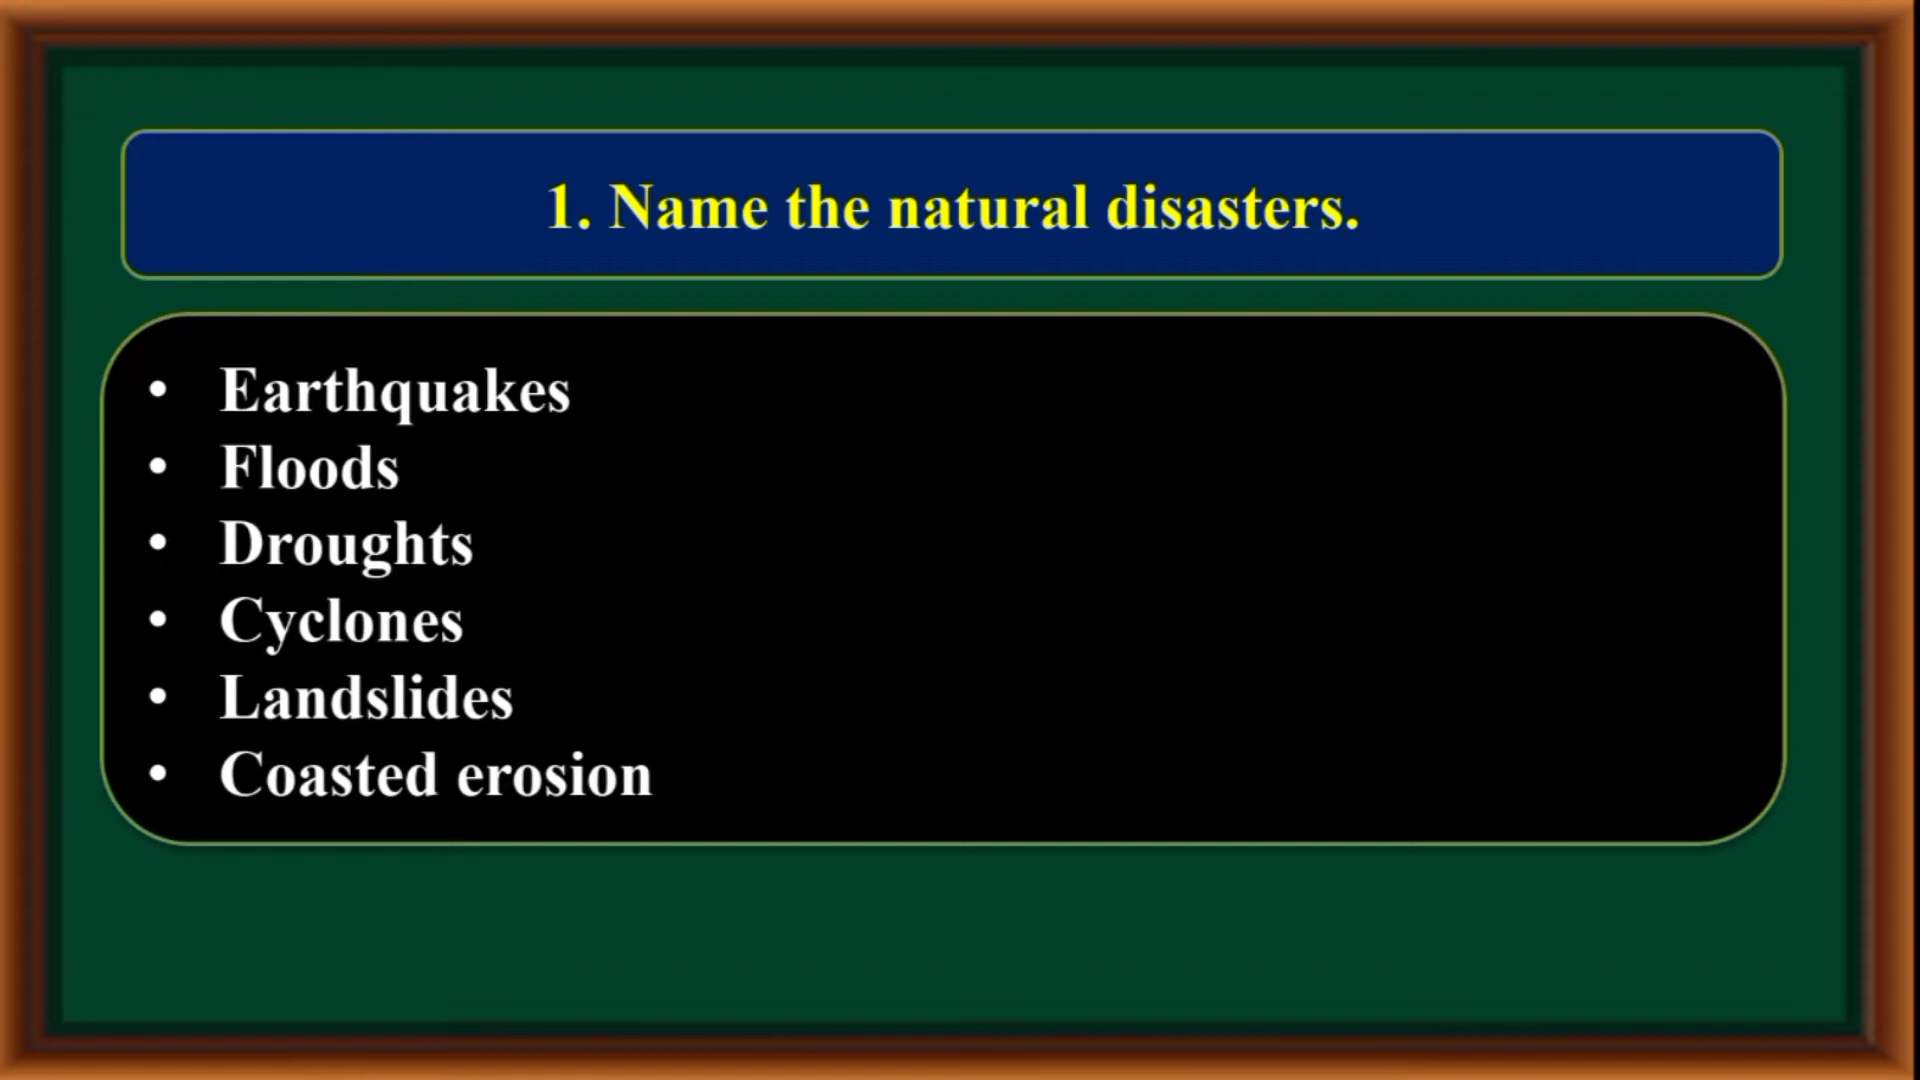 1. Name the natural disasters.
• Earthquakes
• Floods
• Droughts
• Cyclones
• Landslides
• Coasted erosion